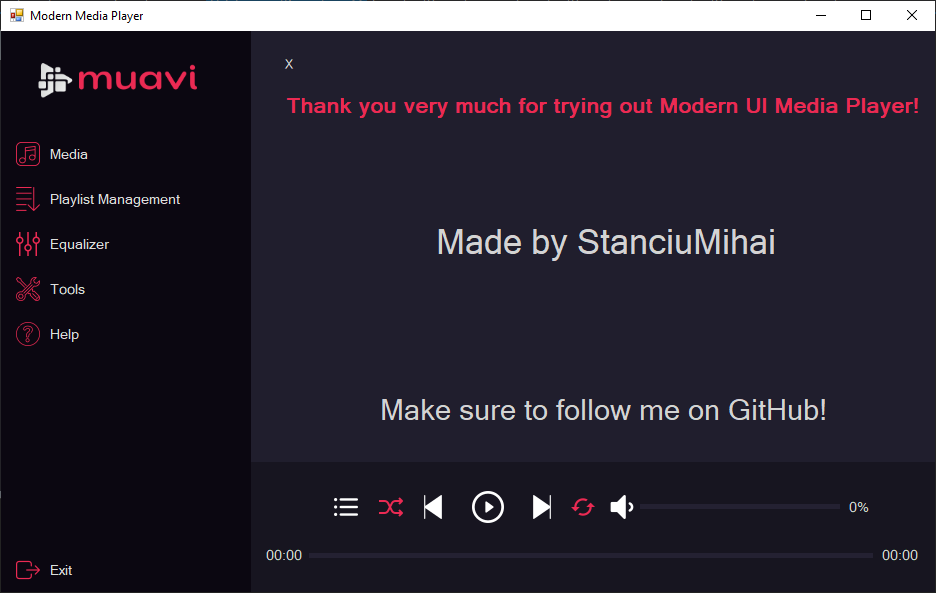 Modern Media Player
muavi
Media
Playlist Management
Equalizer
Tools
Help
Exit
X
Thank you very much for trying out Modern UI Media Player!
Made by StanciuMihai
Make sure to follow me on GitHub!
0%
00:00
00:00